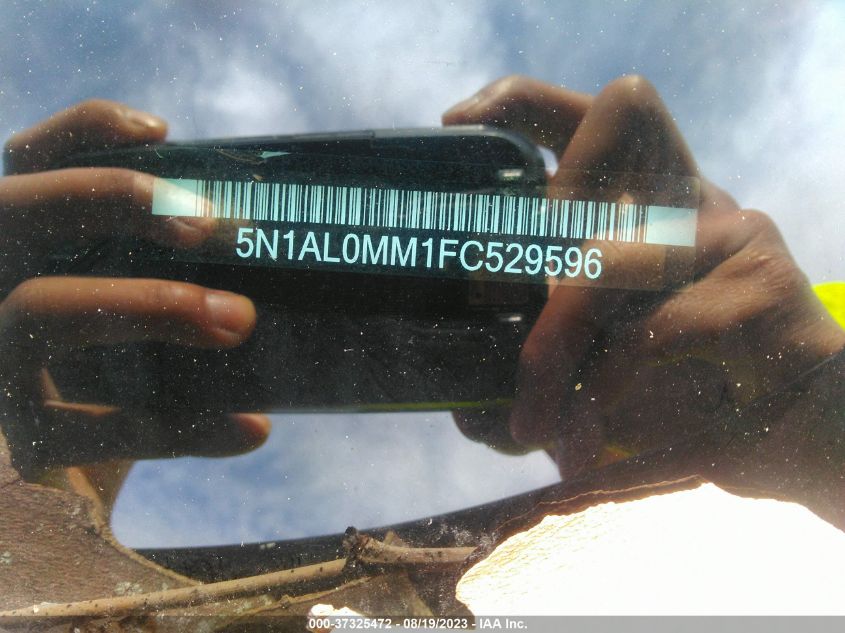 5N1AL0MM1FC529596
000-37325472 - 08/19/2023 - IAA Inc.